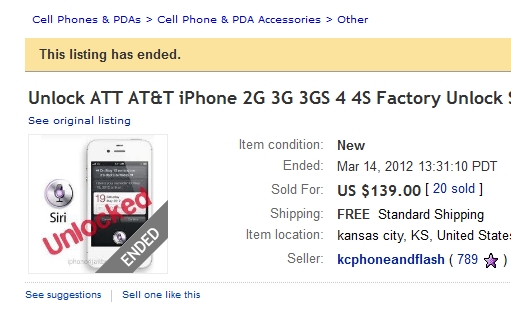 Cell Phones & PDAs > Cell Phone & PDA Accessories > Other
This listing has ended.
Unlock ATT AT&T iPhone 2G 3G 3GS 4 4S Factory Unlock
See original listing
Item condition: New
Ended: Mar 14, 2012 13:31:10 PDT
Sold For: US $139.00 [ 20 sold ]
Shipping: FREE Standard Shipping
Item location: kansas city, KS, United States
Seller: kcphoneandflash ( 789 )
Siri
Unlocked
19
ENDED
See suggestions | Sell one like this